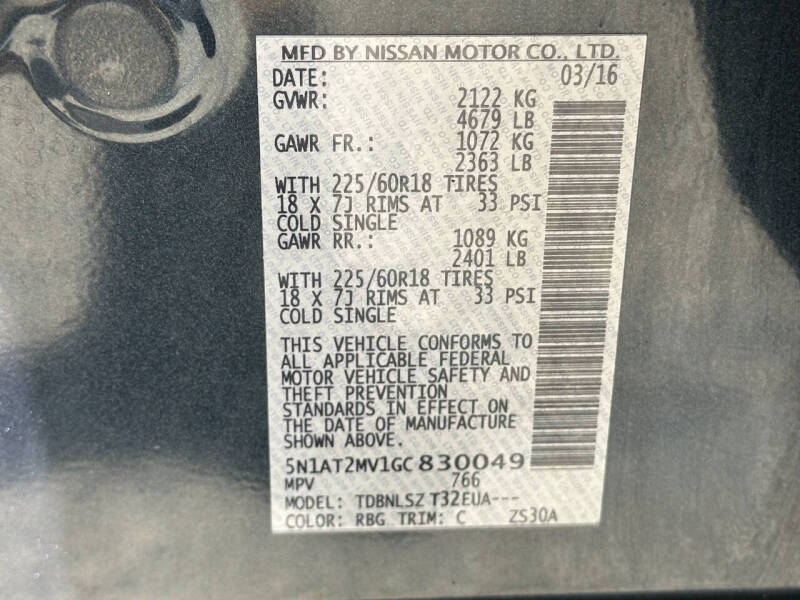 MFD BY NISSAN MOTOR CO., LTD.
DATE: 03/16
GVWR: 2122 KG
4679 LB
GAWR FR.: 1072 KG
2363 LB
WITH 225/60R18 TIRES
18 X 7J RIMS AT 33 PSI
COLD SINGLE
GAWR RR.: 1089 KG
2401 LB
WITH 225/60R18 TIRES
18 X 7J RIMS AT 33 PSI
COLD SINGLE
THIS VEHICLE CONFORMS TO
ALL APPLICABLE FEDERAL
MOTOR VEHICLE SAFETY AND
THEFT PREVENTION
STANDARDS IN EFFECT ON
THE DATE OF MANUFACTURE
SHOWN ABOVE.
5N1AT2MV1GC830049
MPV 766
MODEL: TDBNLSZ T32EUA---
COLOR: RBG TRIM: C ZS30A